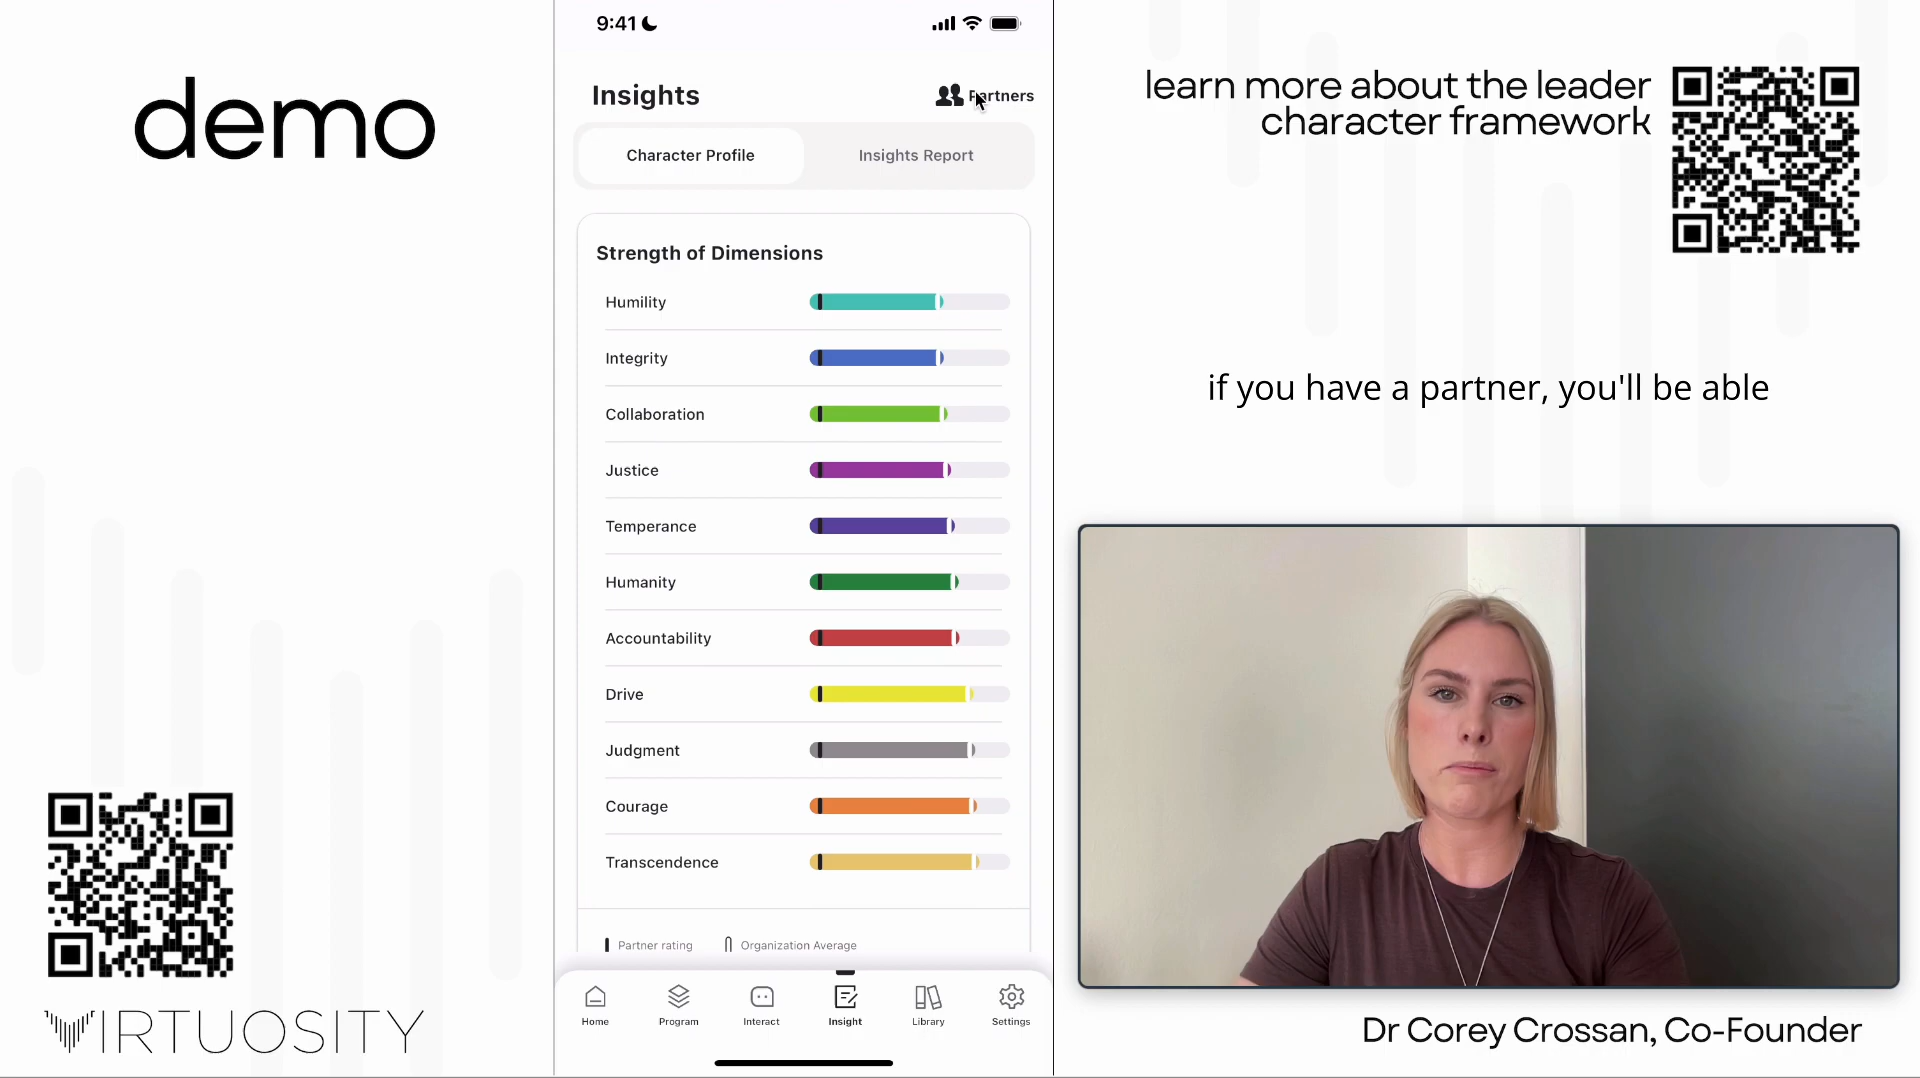 demo
9:41
Insights
Partners
Character Profile
Insights Report
Strength of Dimensions
Humility
Integrity
Collaboration
Justice
Temperance
Humanity
Accountability
Drive
Judgment
Courage
Transcendence
Partner rating
Organization Average
Home
Program
Interact
Insight
Library
Settings
VIRTUOSITY
learn more about the leader
character framework
if you have a partner, you'll be able
Dr Corey Crossan, Co-Founder